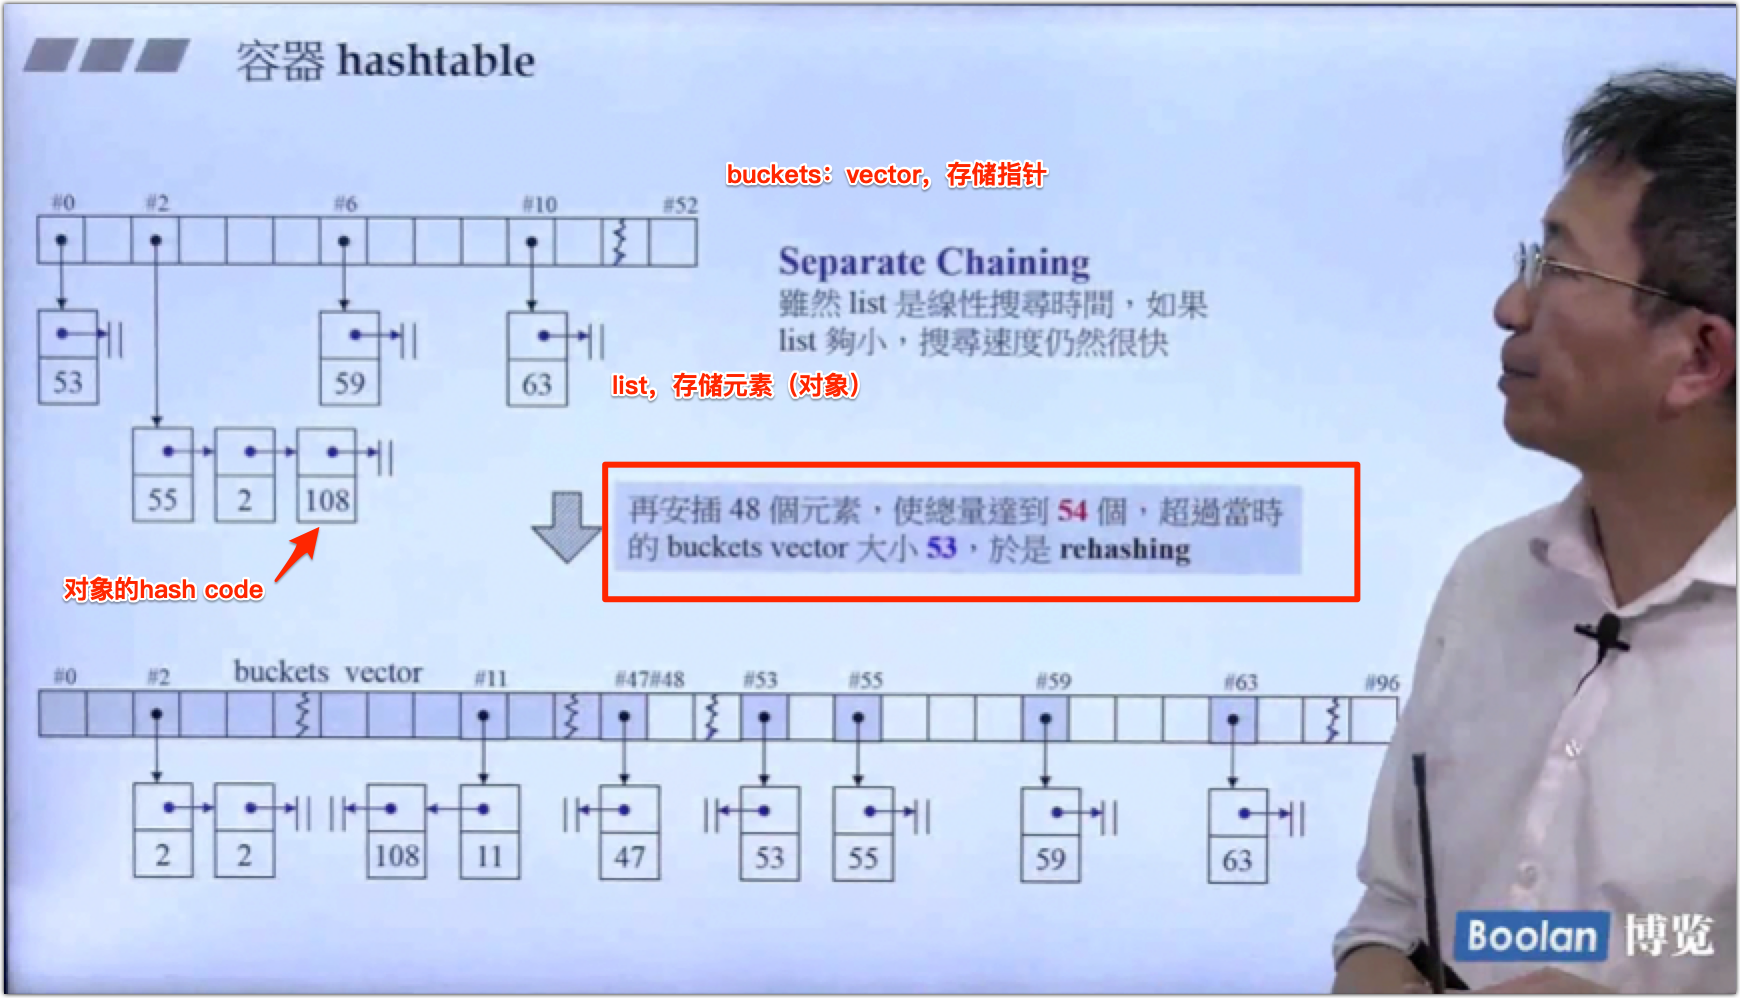 容器 hashtable
buckets：vector，存储指针
#0 #2 #6 #10 #52
Separate Chaining
雖然 list 是線性搜尋時間，如果
list 夠小，搜尋速度仍然很快
53 59 63
list，存储元素（对象）
55 2 108
再安插 48 個元素，使總量達到 54 個，超過當時
的 buckets vector 大小 53，於是 rehashing
对象的hash code
buckets vector
#0 #2 #11 #47#48 #53 #55 #59 #63 #96
2 2 108 11 47 53 55 59 63
Boolan 博览